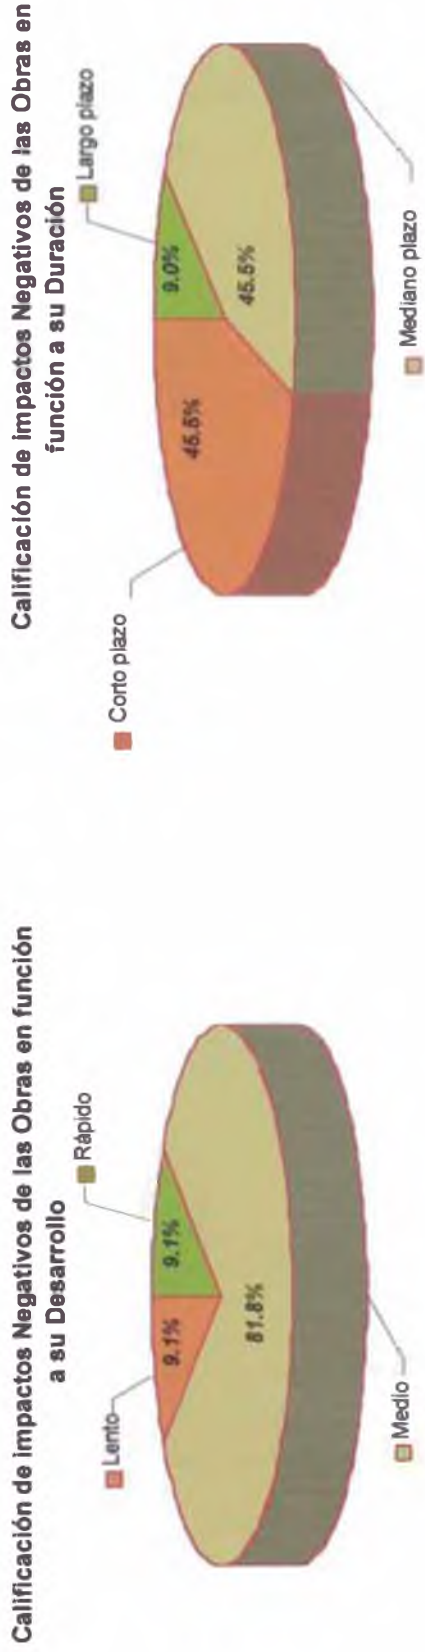 Calificación de impactos Negativos de las Obras en función
a su Desarrollo
Lento
Rápido
9.1%
9.1%
81.8%
Medio
Calificación de impactos Negativos de las Obras en
función a su Duración
Largo plazo
Corto plazo
9.0%
45.5%
45.5%
Mediano plazo